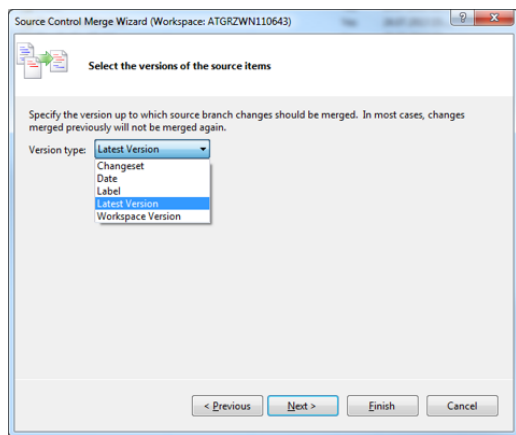 Source Control Merge Wizard (Workspace: ATGRZWN110643)
Select the versions of the source items
Specify the version up to which source branch changes should be merged. In most cases, changes
merged previously will not be merged again.
Version type: Latest Version
Changeset
Date
Label
Latest Version
Workspace Version
< Previous Next > Finish Cancel